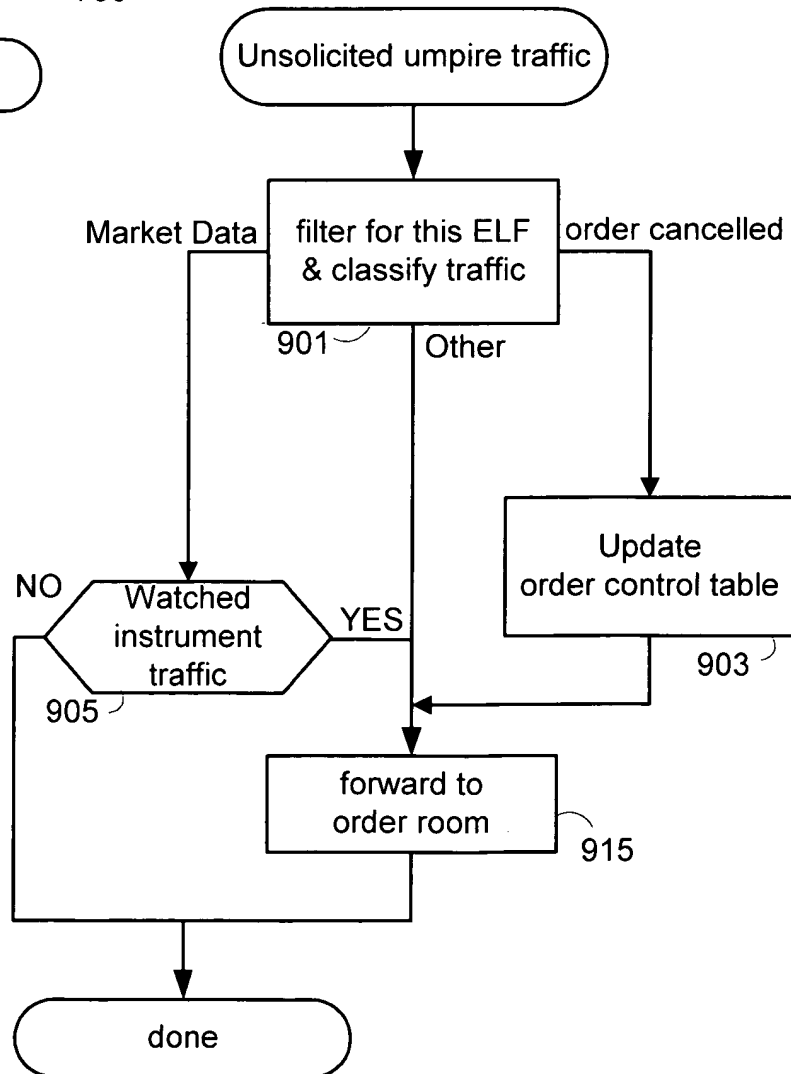 Unsolicited umpire traffic
Market Data
filter for this ELF
& classify traffic
order cancelled
901
Other
Update
order control table
903
NO
Watched
instrument
traffic
YES
905
forward to
order room
915
done